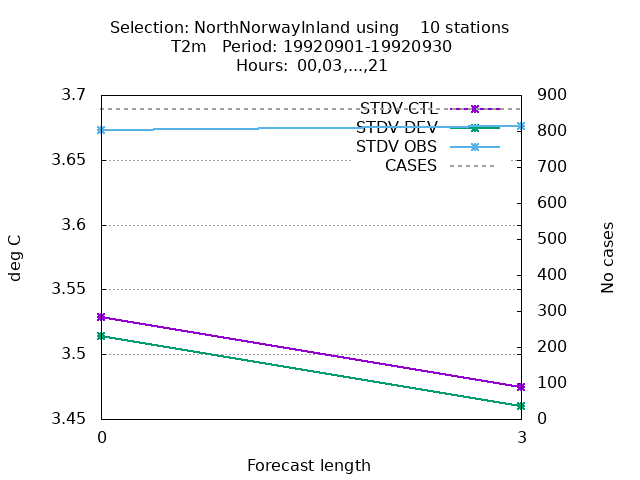 Selection: NorthNorwayInland using    10 stations
T2m   Period: 19920901-19920930
Hours: 00,03,...,21
3.7
3.65
3.6
3.55
3.5
3.45
deg C
900
800
700
600
500
400
300
200
100
0
No cases
STDV CTL
STDV DEV
STDV OBS
CASES
0
3
Forecast length